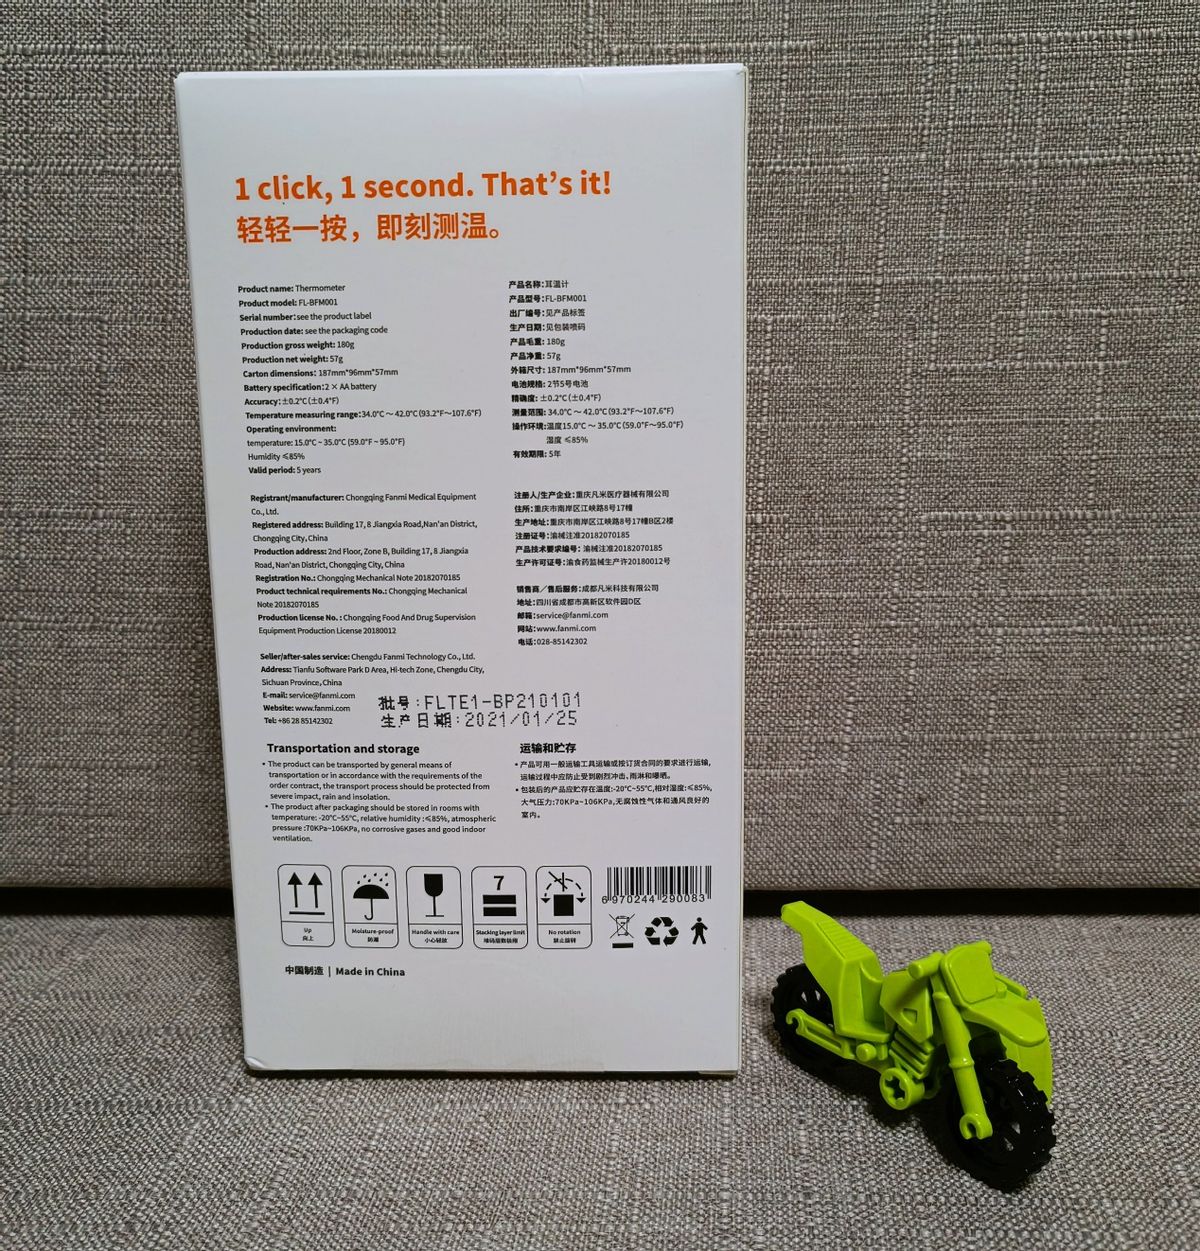 1 click, 1 second. That's it!
轻轻一按，即刻测温。
Product name: Thermometer
Product model: FL-BFM001
Serial number:see the product label
Production date: see the packaging code
Production gross weight: 180g
Production net weight: 57g
Carton dimensions: 187mm*96mm*57mm
Battery specification:2 × AA battery
Accuracy:±0.2°C(±0.4°F)
Temperature measuring range:34.0°C～42.0°C(93.2°F～107.6°F)
Operating environment:
temperature: 15.0°C ~ 35.0°C (59.0°F ~ 95.0°F)
Humidity ≤85%
Valid period: 5 years
产品名称:耳温计
产品型号:FL-BFM001
出厂编号:见产品标签
生产日期:见包装喷码
产品毛重: 180g
产品净重: 57g
外箱尺寸: 187mm*96mm*57mm
电池规格: 2节5号电池
精确度: ±0.2°C(±0.4°F)
测量范围: 34.0°C～42.0°C(93.2°F～107.6°F)
操作环境:温度15.0°C～35.0°C(59.0°F～95.0°F)
湿度 ≤85%
有效期限: 5年
Registrant/manufacturer: Chongqing Fanmi Medical Equipment
Co., Ltd.
Registered address: Building 17, 8 Jiangxia Road,Nan'an District,
Chongqing City, China
Production address: 2nd Floor, Zone B, Building 17, 8 Jiangxia
Road, Nan'an District, Chongqing City, China
Registration No.: Chongqing Mechanical Note 20182070185
Product technical requirements No.: Chongqing Mechanical
Note 20182070185
Production license No. : Chongqing Food And Drug Supervision
Equipment Production License 20180012
注册人/生产企业:重庆凡米医疗器械有限公司
住所:重庆市南岸区江峡路8号17幢
生产地址:重庆市南岸区江峡路8号17幢B区2楼
注册证号:渝械注准20182070185
产品技术要求编号: 渝械注准20182070185
生产许可证号:渝食药监械生产许20180012号
Seller/after-sales service: Chengdu Fanmi Technology Co., Ltd.
Address: Tianfu Software Park D Area, Hi-tech Zone, Chengdu City,
Sichuan Province, China
E-mail: service@fanmi.com
Website: www.fanmi.com
Tel: +86 28 85142302
销售商／售后服务:成都凡米科技有限公司
地址:四川省成都市高新区软件园D区
邮箱:service@fanmi.com
网站:www.fanmi.com
电话:028-85142302
批号:FLTE1-BP210101
生产日期:2021/01/25
Transportation and storage
• The product can be transported by general means of
transportation or in accordance with the requirements of the
order contract, the transport process should be protected from
severe impact, rain and insolation.
• The product after packaging should be stored in rooms with
temperature: -20°C~55°C, relative humidity :≤85%, atmospheric
pressure :70KPa~106KPa, no corrosive gases and good indoor
ventilation.
运输和贮存
• 产品可用一般运输工具运输或按订货合同的要求进行运输,
运输过程中应防止受到剧烈冲击、雨淋和曝晒。
• 包装后的产品应贮存在温度:-20°C~55°C,相对湿度:≤85%,
大气压力:70KPa~106KPa,无腐蚀性气体和通风良好的
室内。
Up
向上
Moisture-proof
防潮
Handle with care
小心轻放
7
Stacking layer limit
堆码层数极限
No rotation
禁止旋转
6 970244 290083
中国制造 | Made in China